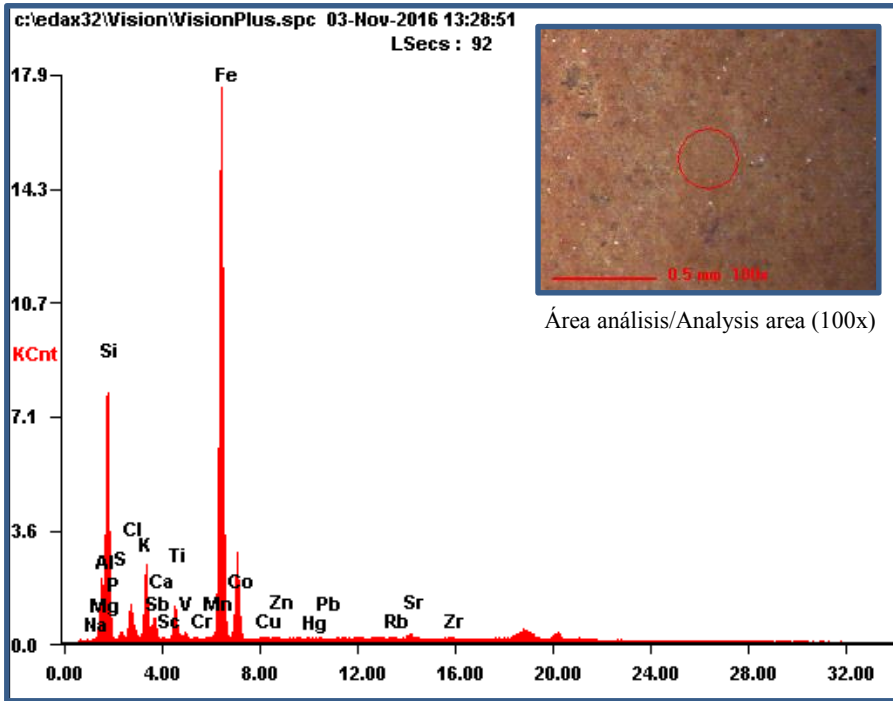 c:\edax32\Vision\VisionPlus.spc 03-Nov-2016 13:28:51
LSecs : 92
17.9
14.3
10.7
KCnt
7.1
3.6
0.0
Fe
Si
Cl
K
Ti
Al
S
P
Ca
Mg
Sb
V
Mn
Co
Zn
Pb
Sr
Na
Sc
Cr
Cu
Hg
Rb
Zr
0.00 4.00 8.00 12.00 16.00 20.00 24.00 28.00 32.00
0.5 mm 100x
Área análisis/Analysis area (100x)